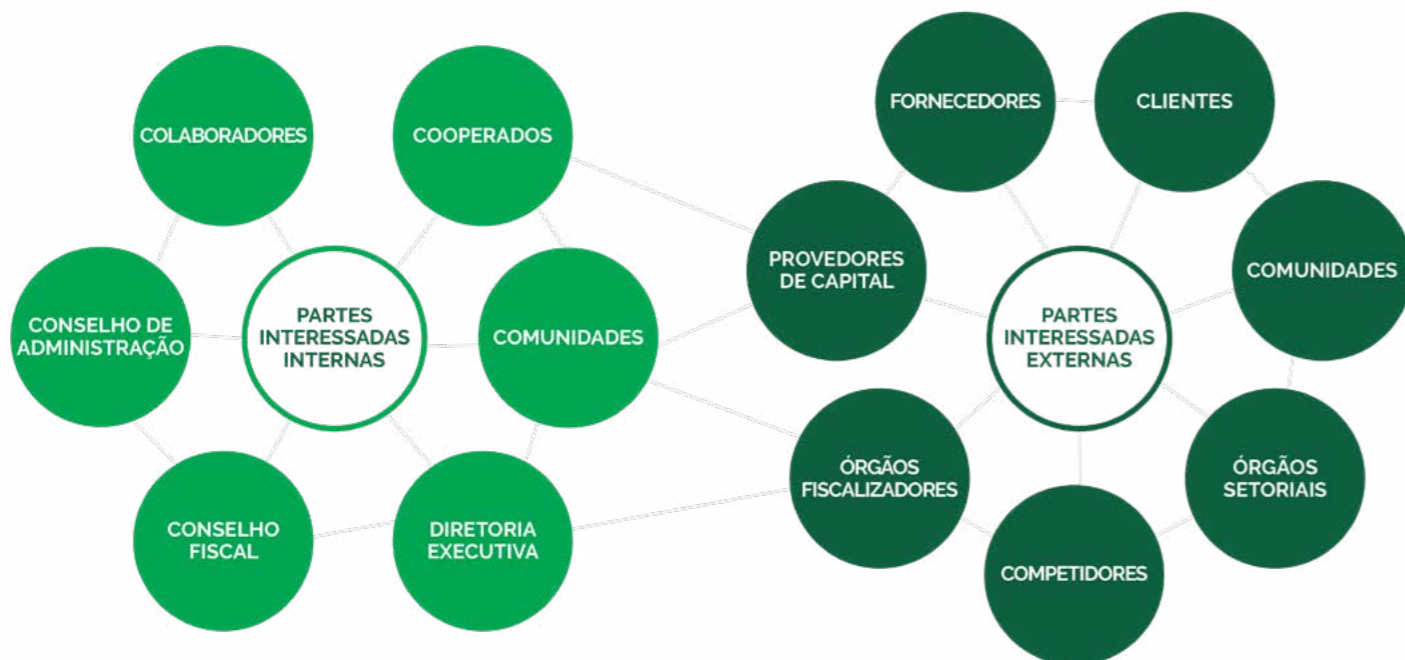 COLABORADORES
COOPERADOS
CONSELHO DE
ADMINISTRAÇÃO
PARTES
INTERESSADAS
INTERNAS
COMUNIDADES
CONSELHO
FISCAL
DIRETORIA
EXECUTIVA
FORNECEDORES
CLIENTES
PROVEDORES
DE CAPITAL
PARTES
INTERESSADAS
EXTERNAS
COMUNIDADES
ÓRGÃOS
FISCALIZADORES
ÓRGÃOS
SETORIAIS
COMPETIDORES